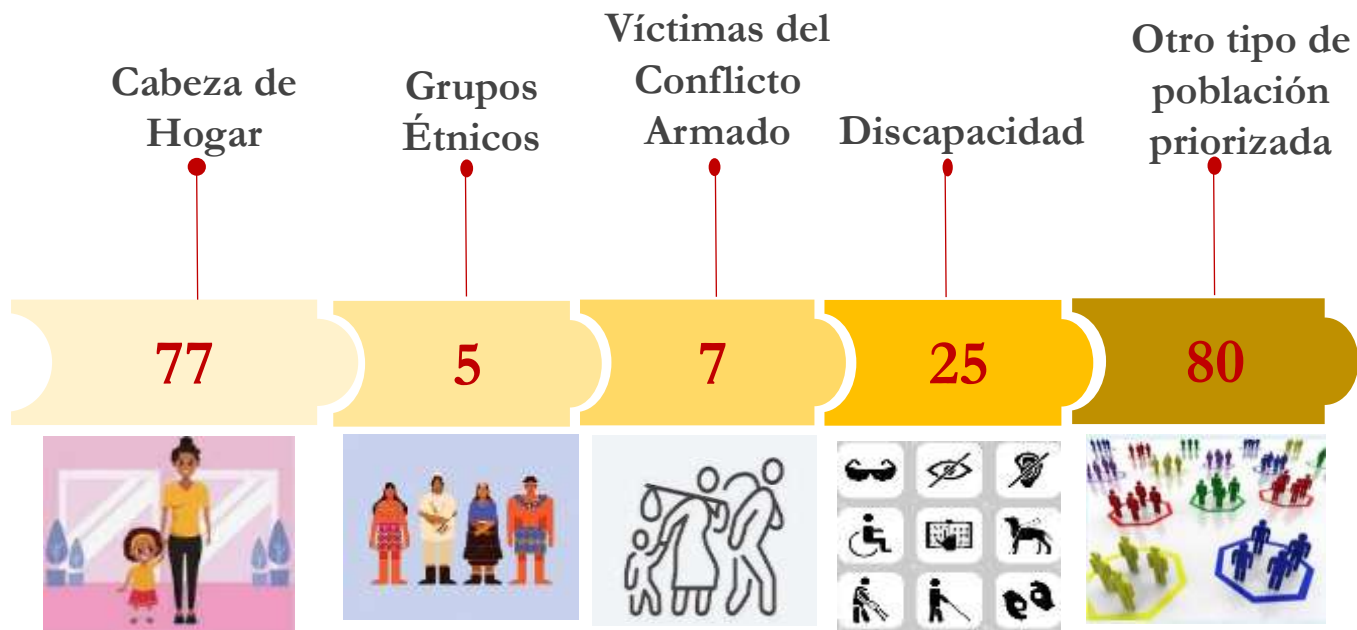 Cabeza de
Hogar
Grupos
Étnicos
Víctimas del
Conflicto
Armado
Discapacidad
Otro tipo de
población
priorizada
77
5
7
25
80